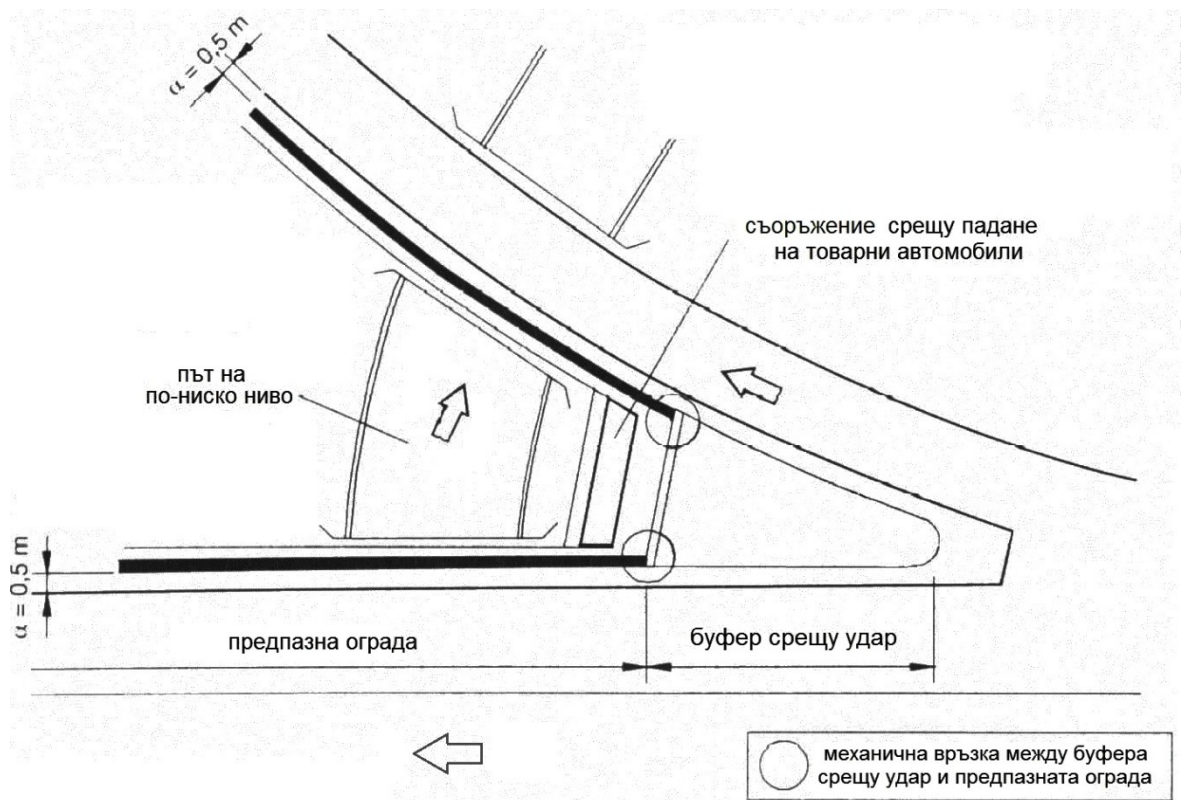 α = 0,5 m
съоръжение срещу падане
на товарни автомобили
път на
по-ниско ниво
α = 0,5 m
предпазна ограда
буфер срещу удар
механична връзка между буфера
срещу удар и предпазната ограда